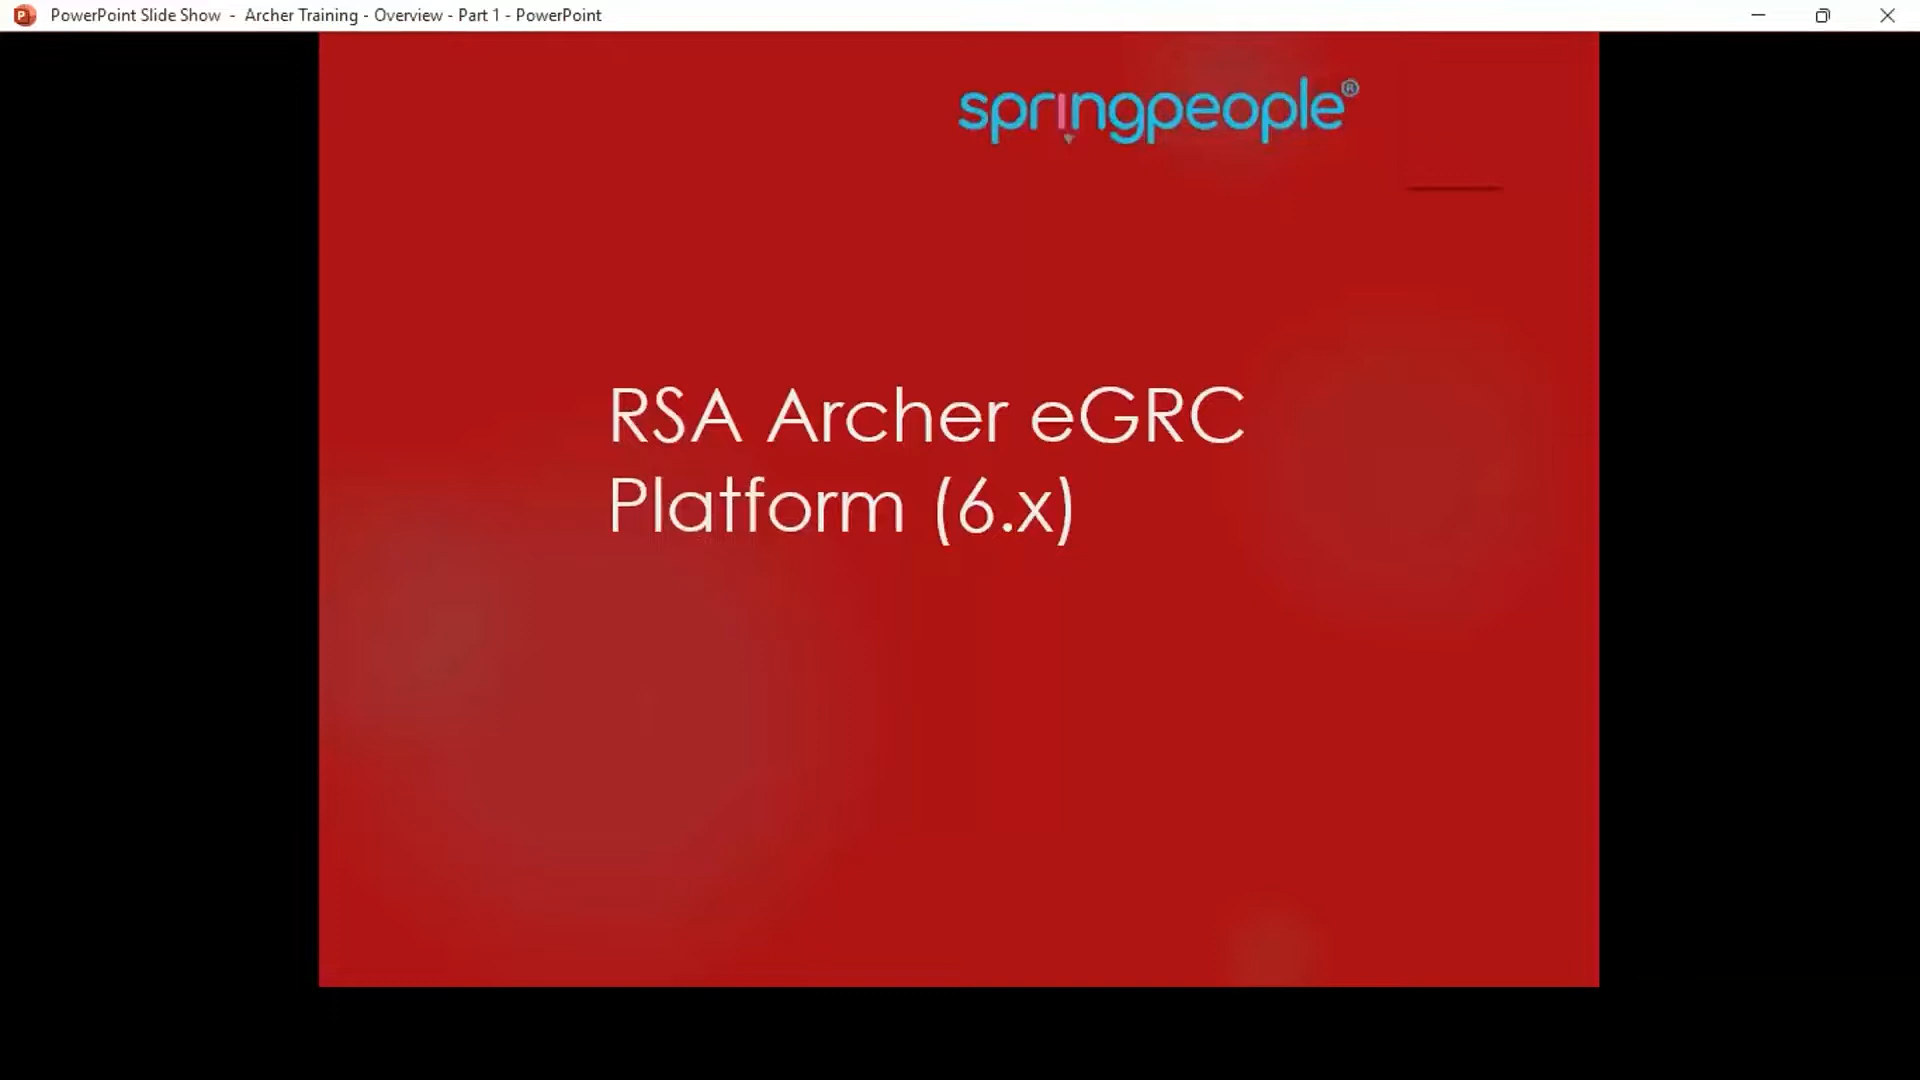 PowerPoint Slide Show - Archer Training - Overview - Part 1 - PowerPoint
springpeople®
RSA Archer eGRC
Platform (6.x)